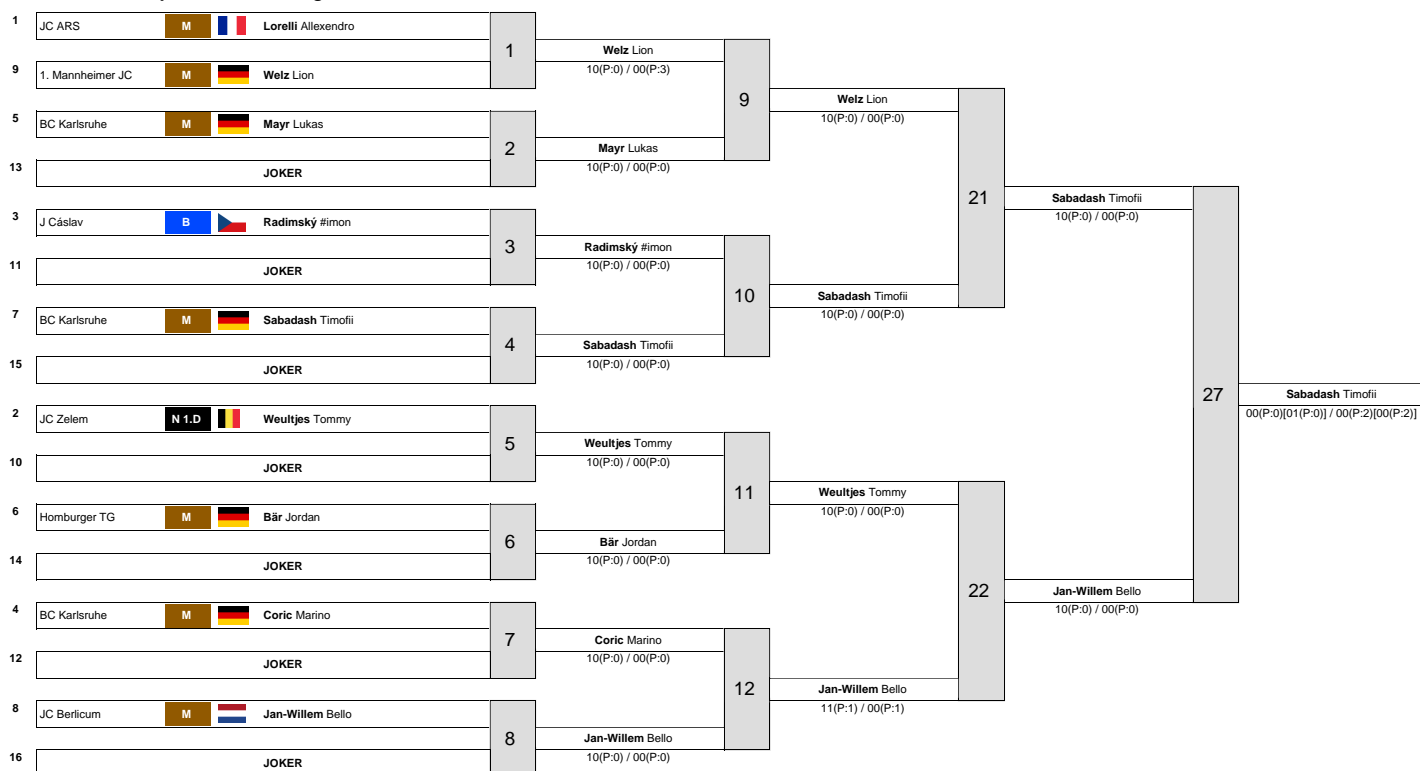 1 JC ARS M Lorelli Allexendro
1
9 1. Mannheimer JC M Welz Lion
5 BC Karlsruhe M Mayr Lukas
2
13 JOKER
3 J Cáslav B Radimský #imon
3
11 JOKER
7 BC Karlsruhe M Sabadash Timofii
4
15 JOKER
2 JC Zelem N 1.D Weultjes Tommy
5
10 JOKER
6 Homburger TG M Bär Jordan
6
14 JOKER
4 BC Karlsruhe M Coric Marino
7
12 JOKER
8 JC Berlicum M Jan-Willem Bello
8
16 JOKER
Welz Lion
10(P:0) / 00(P:3)
9
Mayr Lukas
10(P:0) / 00(P:0)
Radimský #imon
10(P:0) / 00(P:0)
10
Sabadash Timofii
10(P:0) / 00(P:0)
Weultjes Tommy
10(P:0) / 00(P:0)
11
Bär Jordan
10(P:0) / 00(P:0)
Coric Marino
10(P:0) / 00(P:0)
12
Jan-Willem Bello
10(P:0) / 00(P:0)
Welz Lion
10(P:0) / 00(P:0)
21
Sabadash Timofii
10(P:0) / 00(P:0)
Weultjes Tommy
10(P:0) / 00(P:0)
22
Jan-Willem Bello
11(P:1) / 00(P:1)
Sabadash Timofii
10(P:0) / 00(P:0)
27
Jan-Willem Bello
10(P:0) / 00(P:0)
Sabadash Timofii
00(P:0)[01(P:0)] / 00(P:2)[00(P:2)]